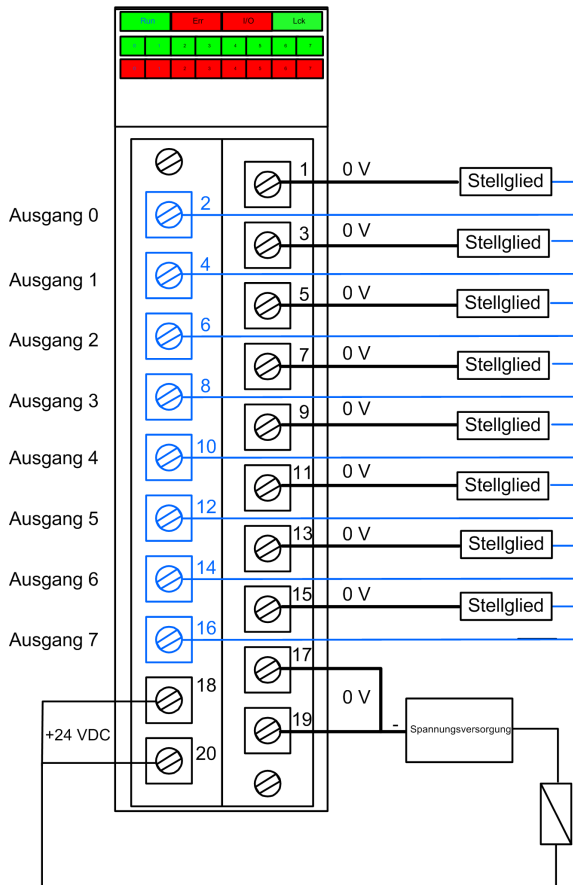 Run Err I/O Lck
1 0 V Stellglied
Ausgang 0 2
3 0 V Stellglied
Ausgang 1 4
5 0 V Stellglied
Ausgang 2 6
7 0 V Stellglied
Ausgang 3 8
9 0 V Stellglied
Ausgang 4 10
11 0 V Stellglied
Ausgang 5 12
13 0 V Stellglied
Ausgang 6 14
15 0 V Stellglied
Ausgang 7 16
17
18
0 V
19 - Spannungsversorgung
+24 VDC
20